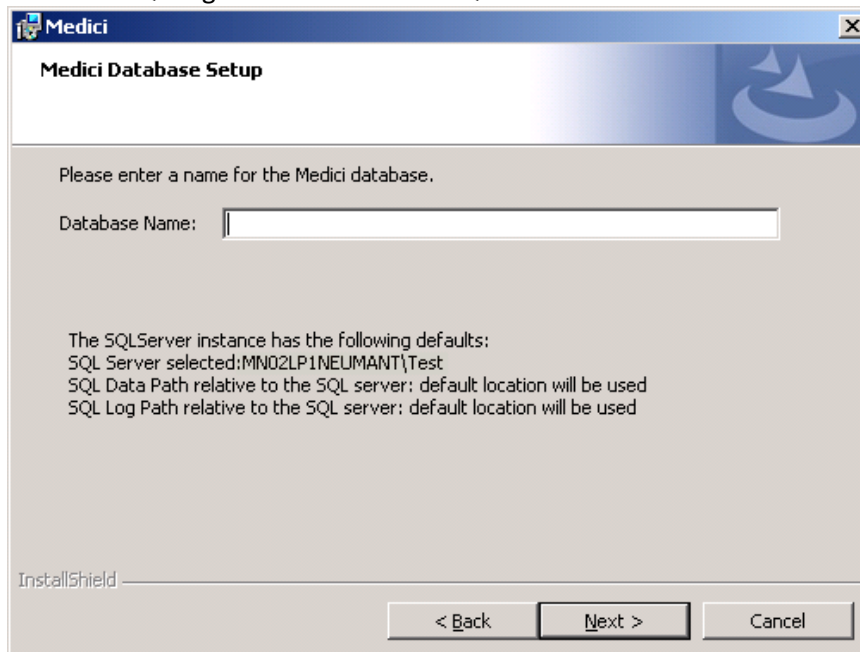 Medici
Medici Database Setup
Please enter a name for the Medici database.
Database Name:
The SQLServer instance has the following defaults:
SQL Server selected:MN02LP1NEUMANT\Test
SQL Data Path relative to the SQL server: default location will be used
SQL Log Path relative to the SQL server: default location will be used
InstallShield
< Back
Next >
Cancel